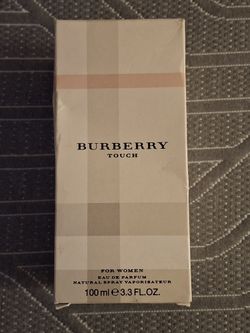 BURBERRY
TOUCH
FOR WOMEN
EAU DE PARFUM
NATURAL SPRAY VAPORISATEUR
100 ml ℮ 3.3 FL.OZ.